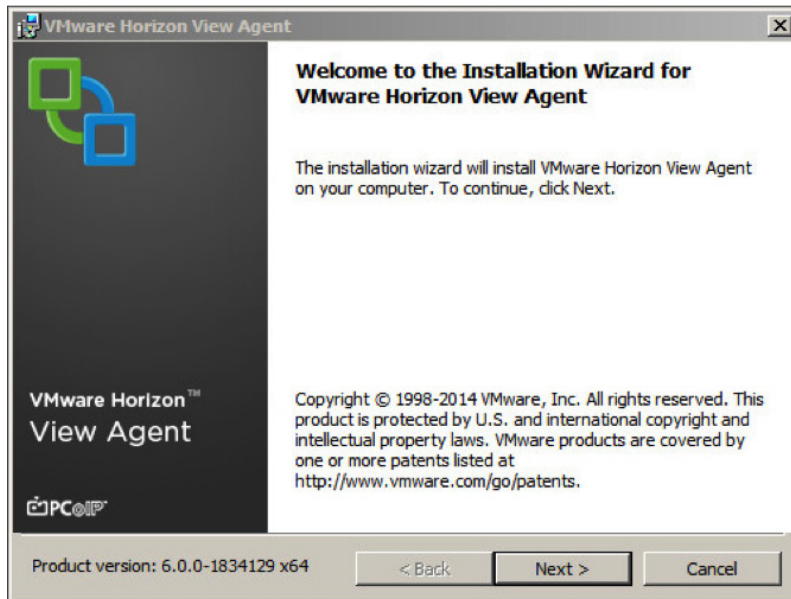 VMware Horizon View Agent
Welcome to the Installation Wizard for
VMware Horizon View Agent
The installation wizard will install VMware Horizon View Agent
on your computer. To continue, click Next.
VMware Horizon™
View Agent
Copyright © 1998-2014 VMware, Inc. All rights reserved. This
product is protected by U.S. and international copyright and
intellectual property laws. VMware products are covered by
one or more patents listed at
http://www.vmware.com/go/patents.
PCoIP
Product version: 6.0.0-1834129 x64
< Back
Next >
Cancel